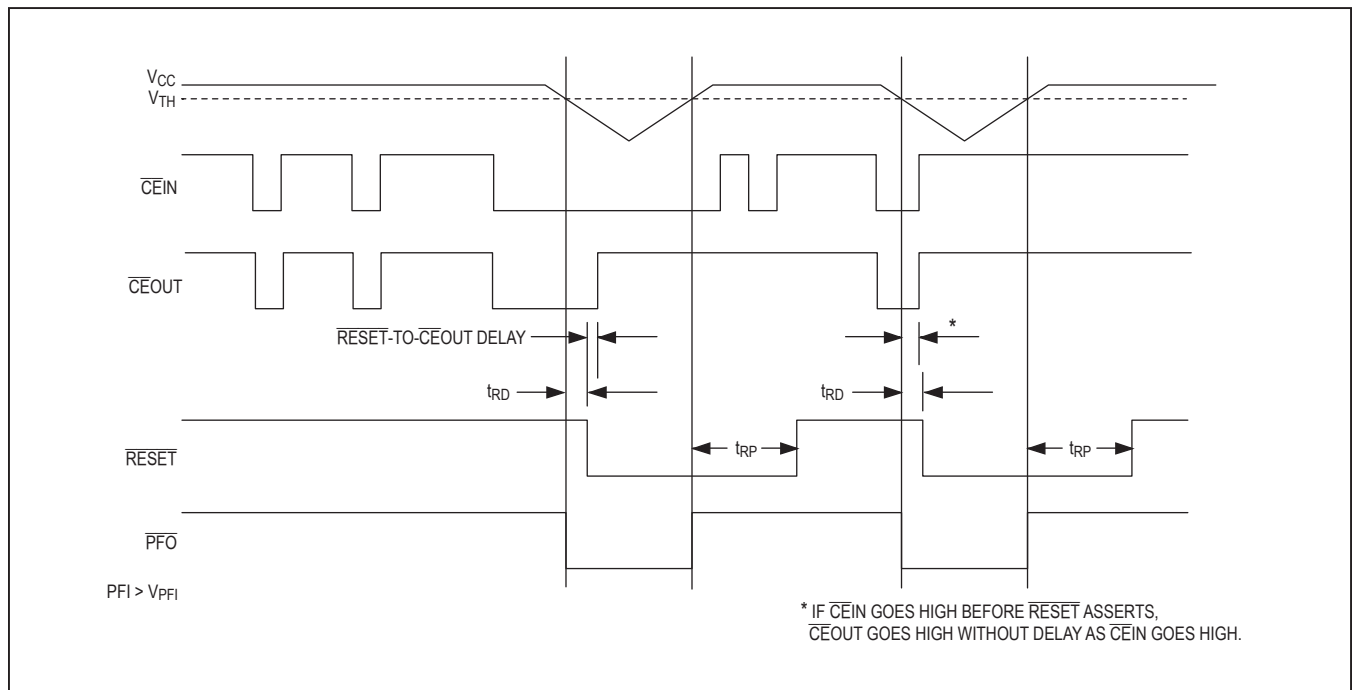 VCC
VTH
CEIN
CEOUT
*
RESET-TO-CEOUT DELAY
tRD
tRD
RESET
tRP
tRP
PFO
PFI > VPFI
* IF CEIN GOES HIGH BEFORE RESET ASSERTS,
CEOUT GOES HIGH WITHOUT DELAY AS CEIN GOES HIGH.